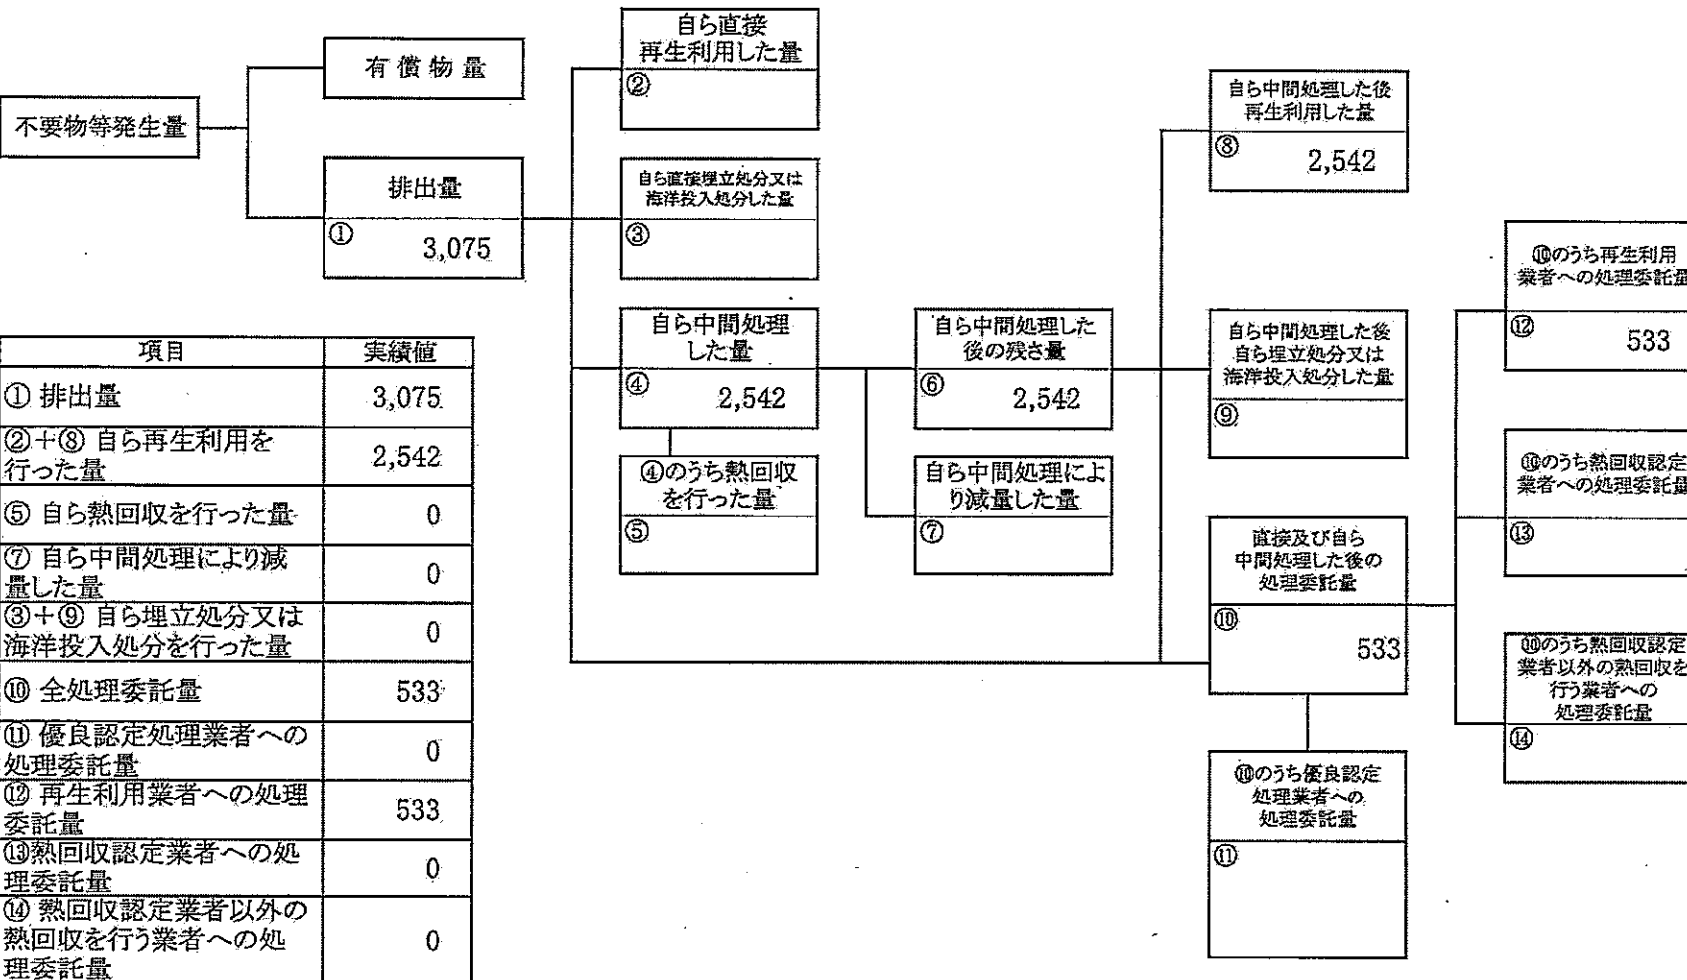 不要物等発生量
有償物量
排出量
① 3,075
自ら直接
再生利用した量
②
自ら直接埋立処分又は
海洋投入処分した量
③
自ら中間処理
した量
④ 2,542
④のうち熱回収
を行った量
⑤
自ら中間処理した
後の残さ量
⑥ 2,542
自ら中間処理によ
り減量した量
⑦
自ら中間処理した後
再生利用した量
⑧ 2,542
自ら中間処理した後
自ら埋立処分又は
海洋投入処分した量
⑨
直接及び自ら
中間処理した後の
処理委託量
⑩ 533
⑩のうち優良認定
処理業者への
処理委託量
⑪
⑩のうち再生利用
業者への処理委託量
⑫ 533
⑩のうち熱回収認定
業者への処理委託量
⑬
⑩のうち熱回収認定
業者以外の熱回収を
行う業者への
処理委託量
⑭
項目 実績値
① 排出量 3,075
②+⑧ 自ら再生利用を
行った量 2,542
⑤ 自ら熱回収を行った量 0
⑦ 自ら中間処理により減
量した量 0
③+⑨ 自ら埋立処分又は
海洋投入処分を行った量 0
⑩ 全処理委託量 533
⑪ 優良認定処理業者への
処理委託量 0
⑫ 再生利用業者への処理
委託量 533
⑬熱回収認定業者への処
理委託量 0
⑭ 熱回収認定業者以外の
熱回収を行う業者への処
理委託量 0